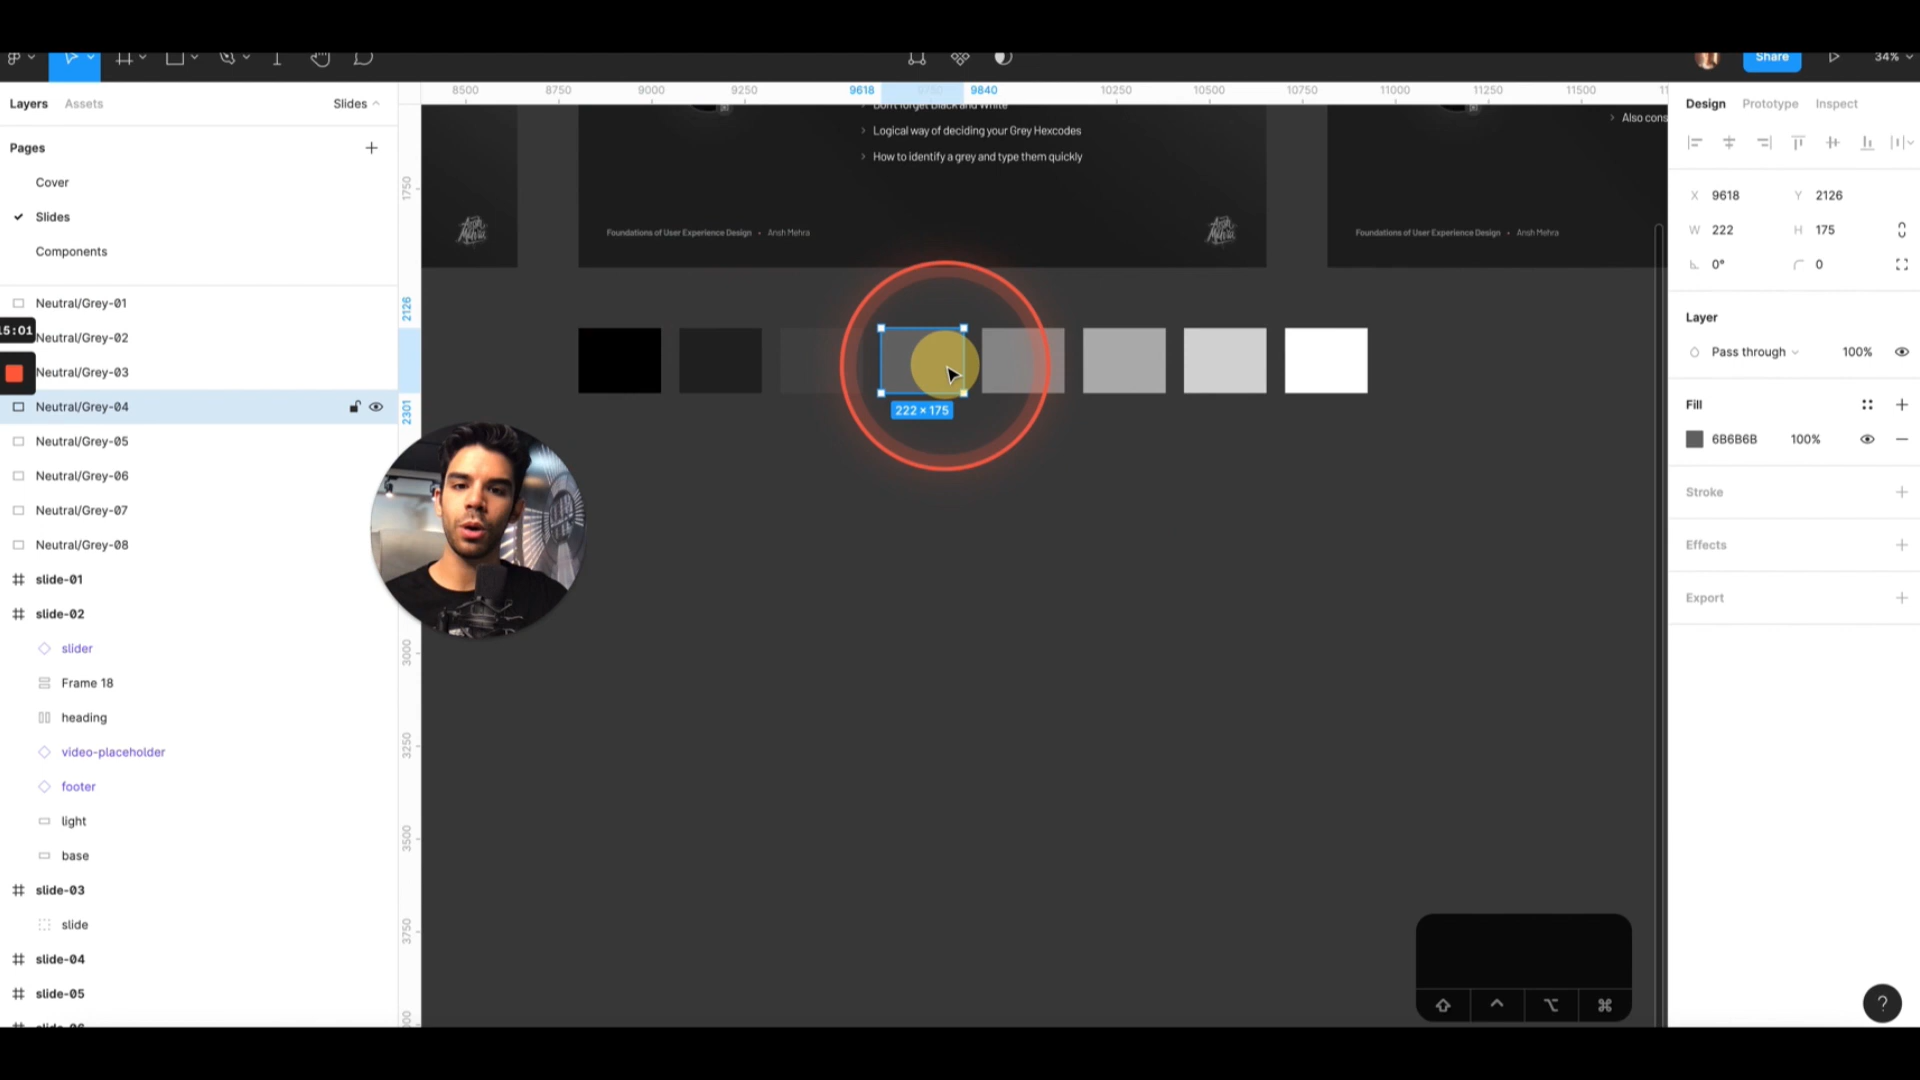 Share
34%
Layers
Assets
Slides
8500
8750
9000
9250
9618
9840
10250
10500
10750
11000
11250
11500
Design
Prototype
Inspect
Pages
Cover
Slides
Components
Don't forget Black and White
Logical way of deciding your Grey Hexcodes
How to identify a grey and type them quickly
Also cons
1750
X 9618
Y 2126
W 222
H 175
0°
0
Foundations of User Experience Design • Ansh Mehra
Ansh Mehra
Foundations of User Experience Design • Ansh Mehra
Ansh Mehra
Neutral/Grey-01
15:01
Neutral/Grey-02
Neutral/Grey-03
Neutral/Grey-04
Neutral/Grey-05
Neutral/Grey-06
Neutral/Grey-07
Neutral/Grey-08
2126
2301
222 × 175
Layer
Pass through
100%
Fill
6B6B6B
100%
Stroke
Effects
Export
slide-01
slide-02
slider
Frame 18
heading
video-placeholder
footer
light
base
slide-03
slide
slide-04
slide-05
3000
3250
3500
3750
?